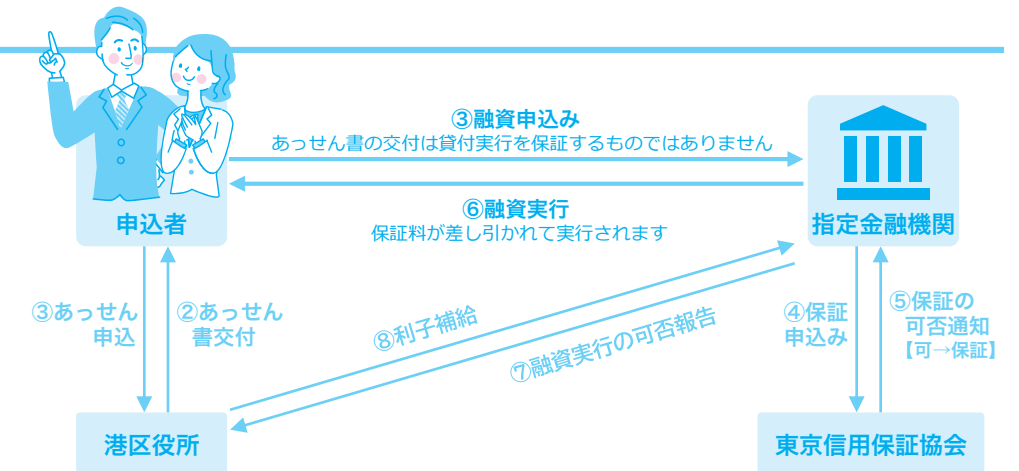 ③融資申込み
あっせん書の交付は貸付実行を保証するものではありません
⑥融資実行
保証料が差し引かれて実行されます
申込者
指定金融機関
③あっせん
申込
②あっせん
書交付
⑧利子補給
⑦融資実行の可否報告
④保証
申込み
⑤保証の
可否通知
【可→保証】
港区役所
東京信用保証協会